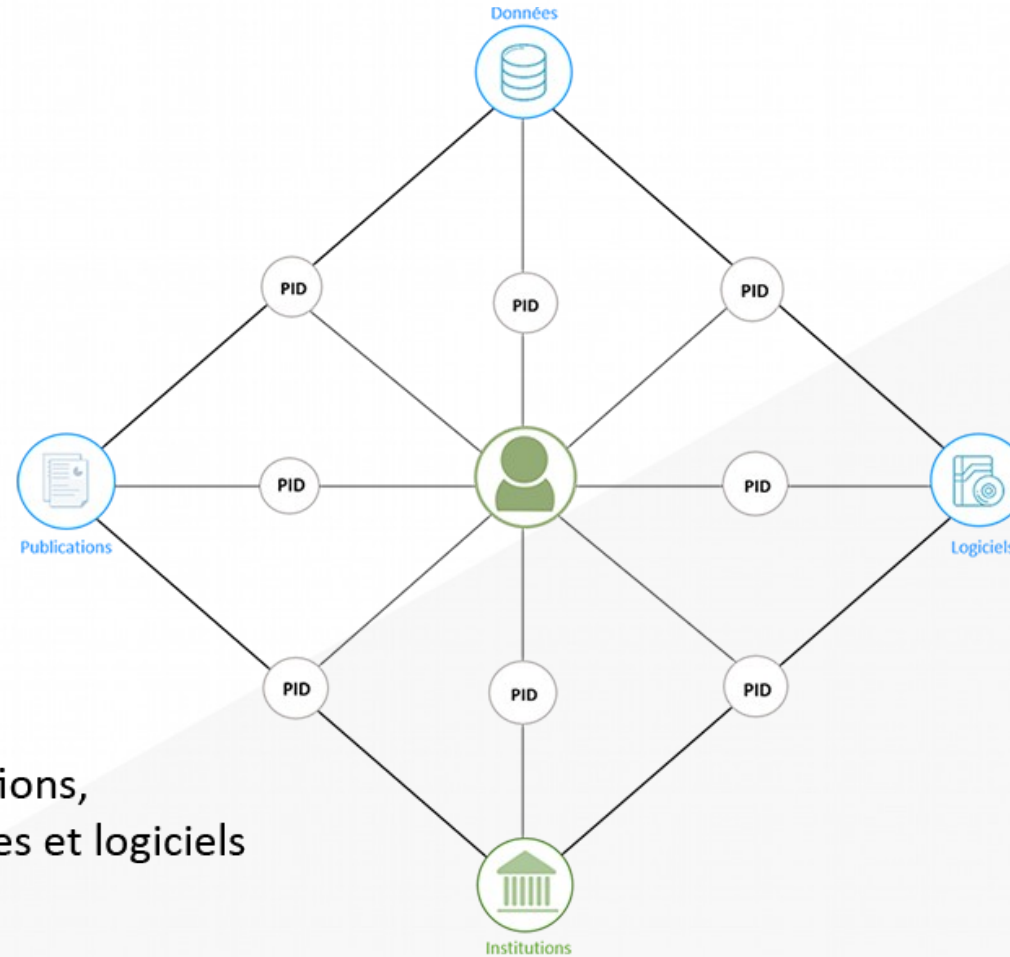 Données
PID
PID
PID
PID
PID
Publications
Logiciels
PID
PID
PID
ions,
es et logiciels
Institutions